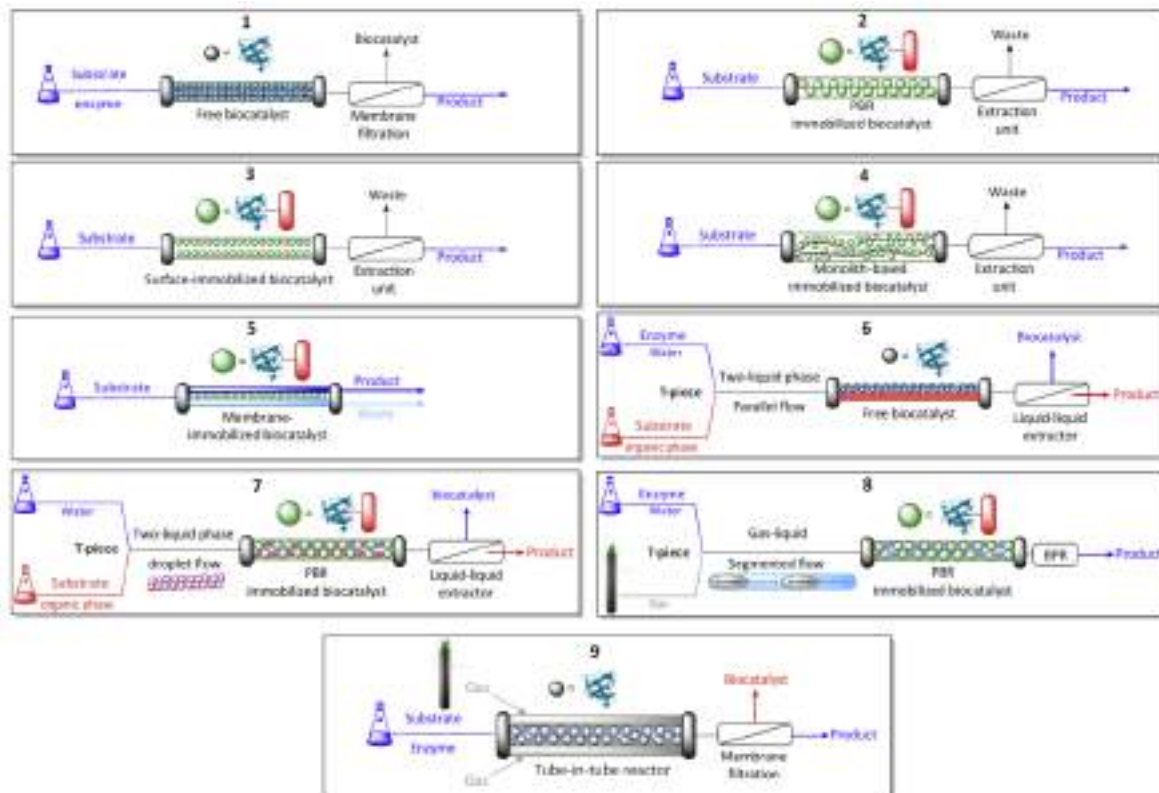 1
Biocatalyst
Substrate
enzyme
Product
Free biocatalyst
Membrane
filtration
2
Waste
Substrate
Product
PBR
immobilized biocatalyst
Extraction
unit
3
Waste
Substrate
Product
Surface-immobilized biocatalyst
Extraction
unit
4
Waste
Substrate
Product
Monolith-based
immobilized biocatalyst
Extraction
unit
5
Substrate
Product
Membrane-
immobilized biocatalyst
6
Enzyme
Water
Biocatalyst
T-piece
Two-liquid phase
Parallel flow
Product
Substrate
organic phase
Free biocatalyst
Liquid-liquid
extractor
7
Water
Biocatalyst
T-piece
Two-liquid phase
droplet flow
Product
Substrate
organic phase
PBR
immobilized biocatalyst
Liquid-liquid
extractor
8
Enzyme
Water
T-piece
Gas-liquid
Segmented flow
BPR
Product
Gas
PBR
immobilized biocatalyst
9
Gas
Biocatalyst
Substrate
Enzyme
Product
Gas
Tube-in-tube reactor
Membrane
filtration